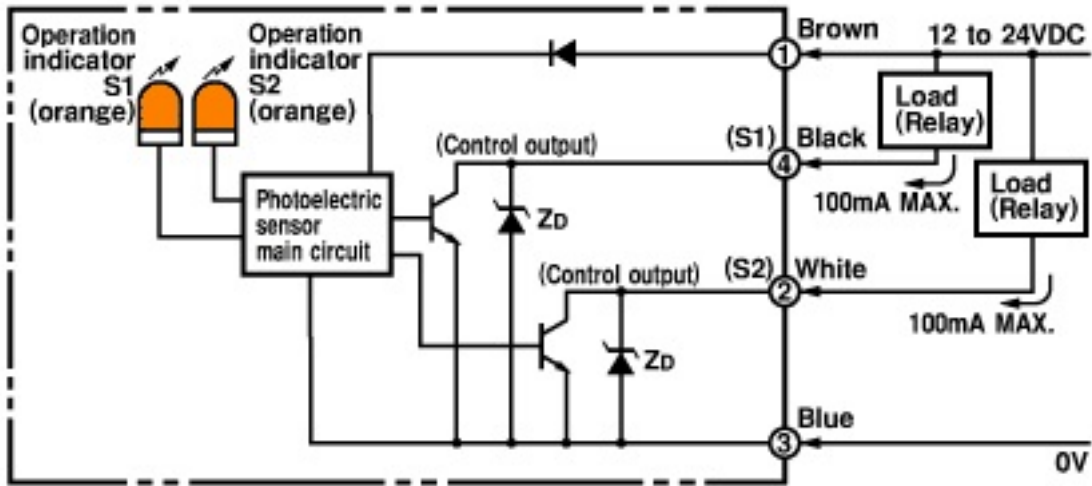 Operation
indicator
S1
(orange)
Operation
indicator
S2
(orange)
Brown
12 to 24VDC
1
Load
(Relay)
(Control output)
(S1)
Black
4
100mA MAX.
Load
(Relay)
Photoelectric
sensor
main circuit
ZD
(Control output)
(S2)
White
2
100mA MAX.
ZD
Blue
3
0V